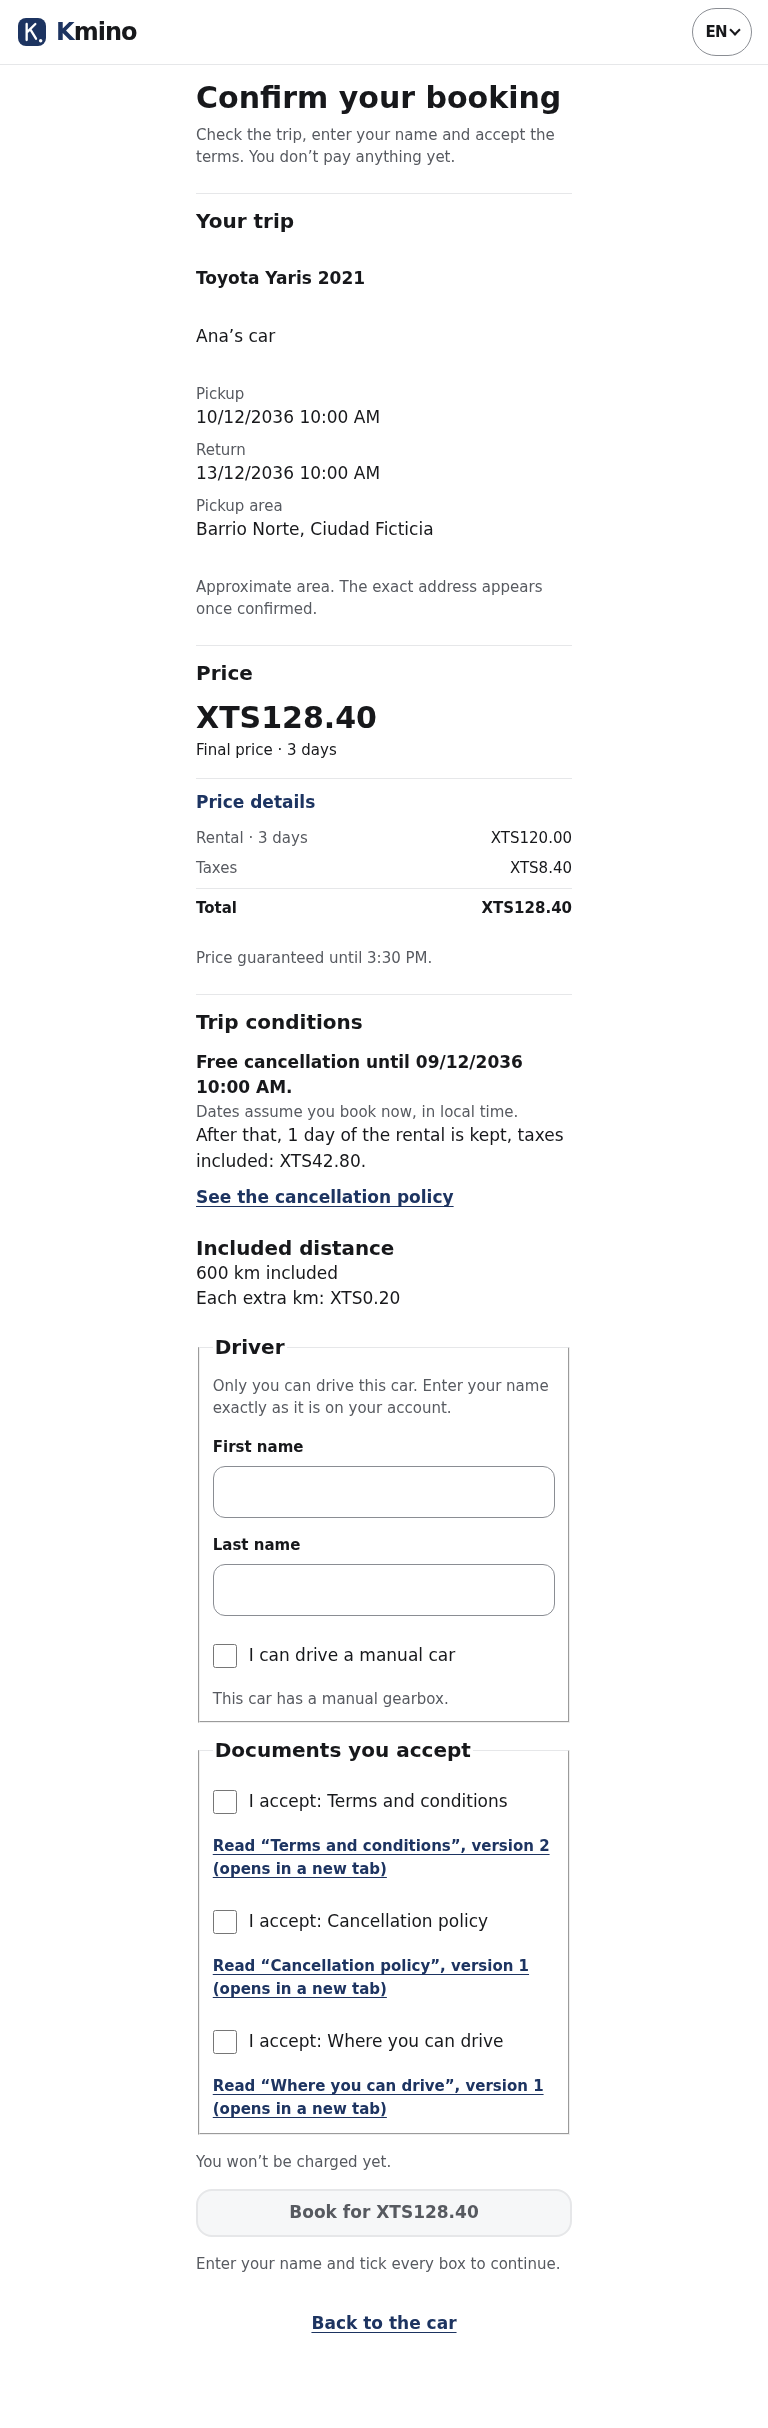 Kmino
EN
Confirm your booking
Check the trip, enter your name and accept the
terms. You don’t pay anything yet.
Your trip
Toyota Yaris 2021
Ana’s car
Pickup
10/12/2036 10:00 AM
Return
13/12/2036 10:00 AM
Pickup area
Barrio Norte, Ciudad Ficticia
Approximate area. The exact address appears
once confirmed.
Price
XTS128.40
Final price · 3 days
Price details
Rental · 3 days XTS120.00
Taxes XTS8.40
Total XTS128.40
Price guaranteed until 3:30 PM.
Trip conditions
Free cancellation until 09/12/2036
10:00 AM.
Dates assume you book now, in local time.
After that, 1 day of the rental is kept, taxes
included: XTS42.80.
See the cancellation policy
Included distance
600 km included
Each extra km: XTS0.20
Driver
Only you can drive this car. Enter your name
exactly as it is on your account.
First name
Last name
I can drive a manual car
This car has a manual gearbox.
Documents you accept
I accept: Terms and conditions
Read “Terms and conditions”, version 2
(opens in a new tab)
I accept: Cancellation policy
Read “Cancellation policy”, version 1
(opens in a new tab)
I accept: Where you can drive
Read “Where you can drive”, version 1
(opens in a new tab)
You won’t be charged yet.
Book for XTS128.40
Enter your name and tick every box to continue.
Back to the car